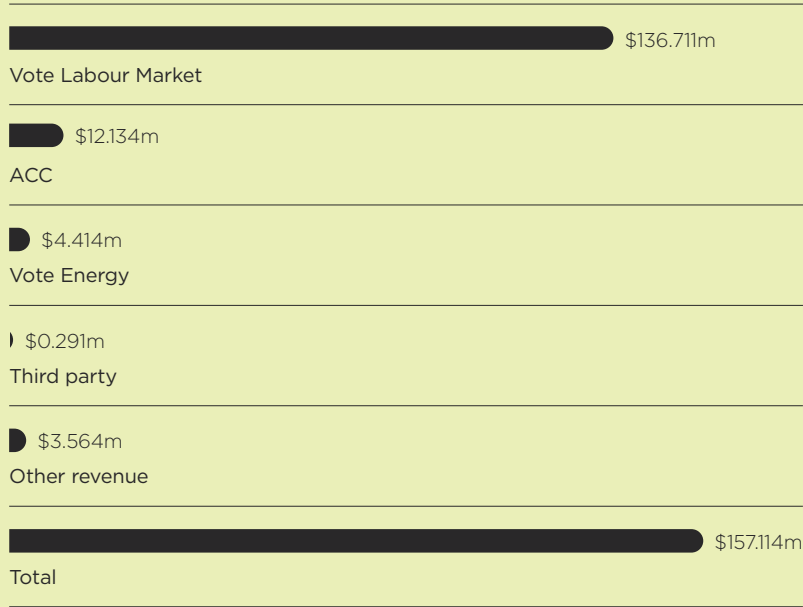 $136.711m
Vote Labour Market
$12.134m
ACC
$4.414m
Vote Energy
$0.291m
Third party
$3.564m
Other revenue
$157.114m
Total